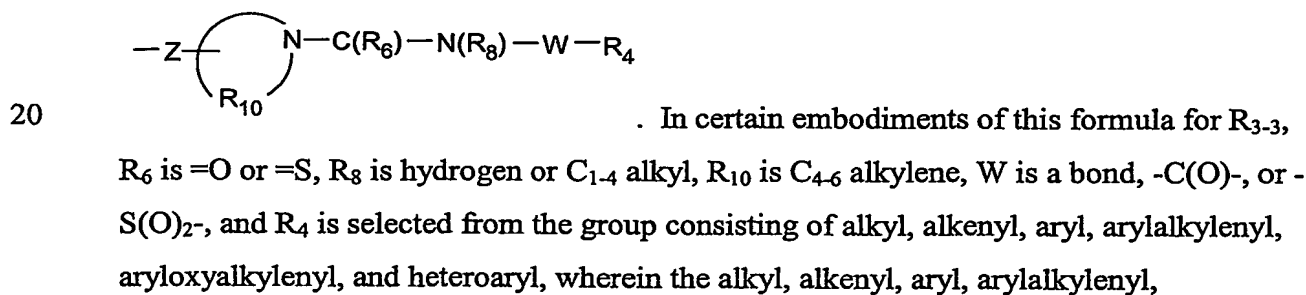 —Z— N—C(R₆)—N(R₈)—W—R₄
R₁₀
20 . In certain embodiments of this formula for R₃₋₃,
R₆ is =O or =S, R₈ is hydrogen or C₁₋₄ alkyl, R₁₀ is C₄₋₆ alkylene, W is a bond, -C(O)-, or -
S(O)₂-, and R₄ is selected from the group consisting of alkyl, alkenyl, aryl, arylalkylenyl,
aryloxyalkylenyl, and heteroaryl, wherein the alkyl, alkenyl, aryl, arylalkylenyl,